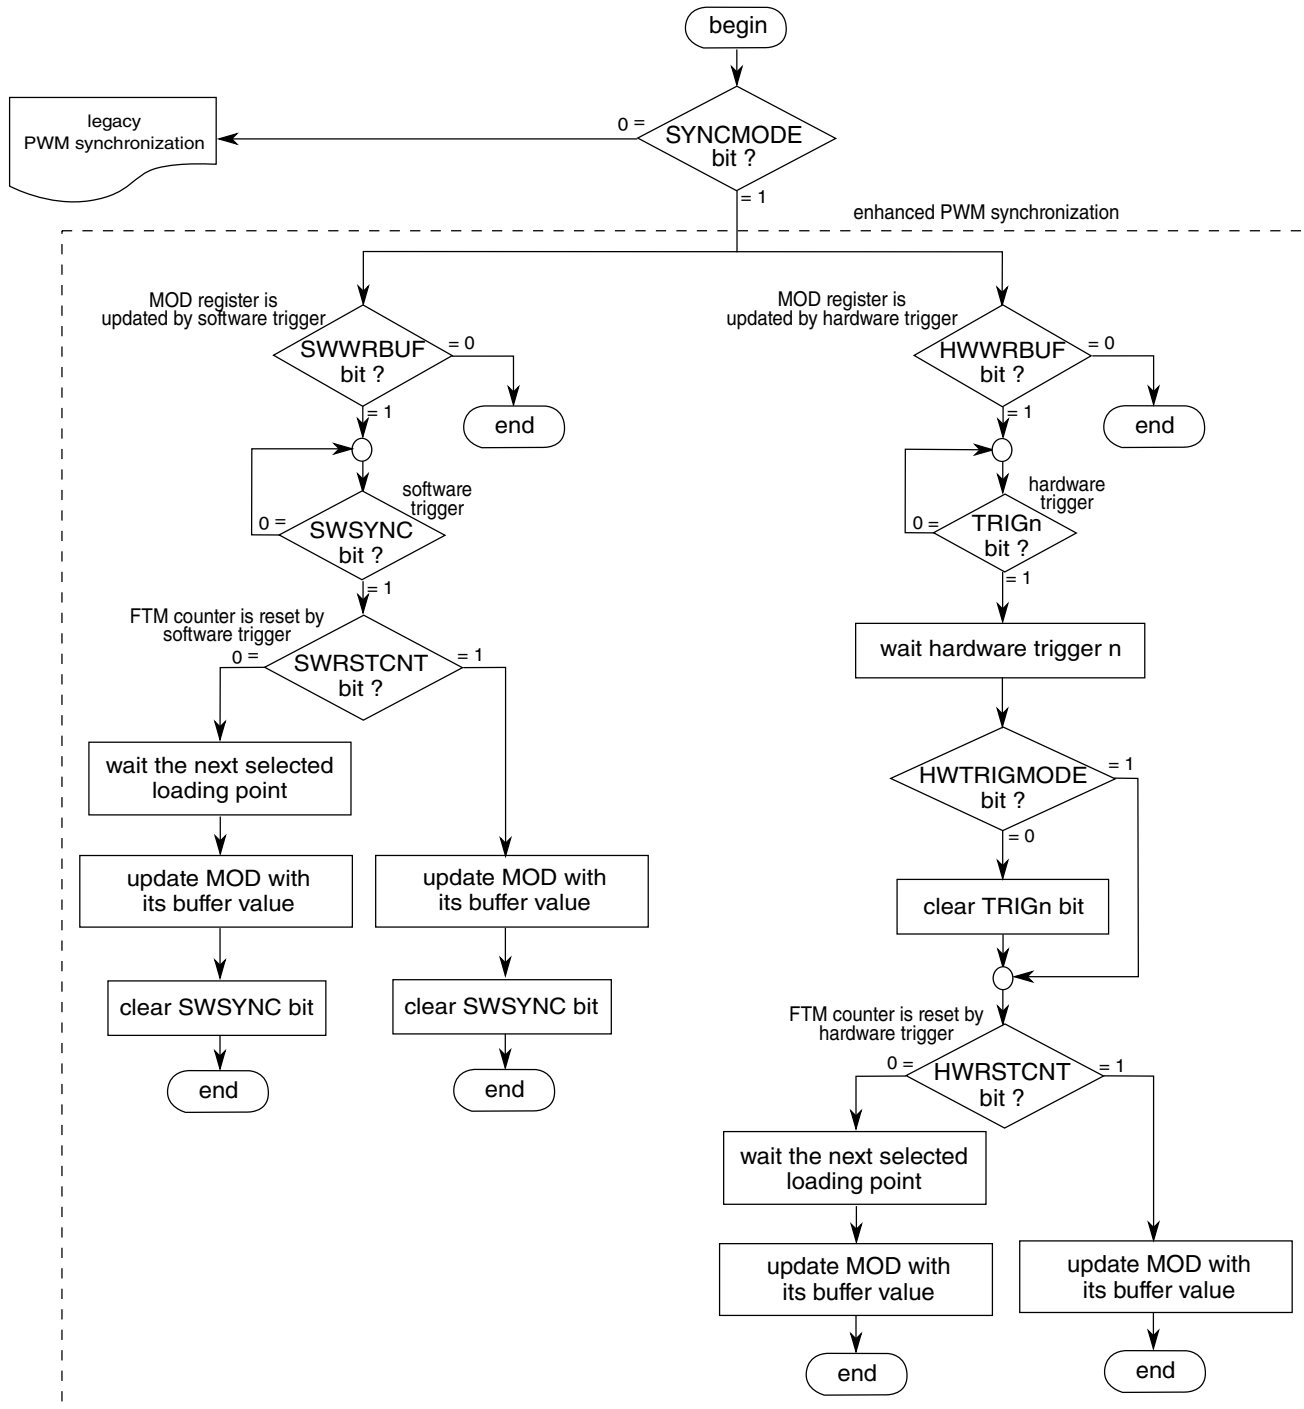 begin
legacy
PWM synchronization
0 =
SYNCMODE
bit ?
= 1
enhanced PWM synchronization
MOD register is
updated by software trigger
SWWRBUF
bit ?
= 0
= 1
end
software
trigger
0 =
SWSYNC
bit ?
= 1
FTM counter is reset by
software trigger
0 =
SWRSTCNT
bit ?
= 1
wait the next selected
loading point
update MOD with
its buffer value
clear SWSYNC bit
end
update MOD with
its buffer value
clear SWSYNC bit
end
MOD register is
updated by hardware trigger
HWWRBUF
bit ?
= 0
= 1
end
hardware
trigger
0 =
TRIGn
bit ?
= 1
wait hardware trigger n
HWTRIGMODE
bit ?
= 1
= 0
clear TRIGn bit
FTM counter is reset by
hardware trigger
0 =
HWRSTCNT
bit ?
= 1
wait the next selected
loading point
update MOD with
its buffer value
end
update MOD with
its buffer value
end